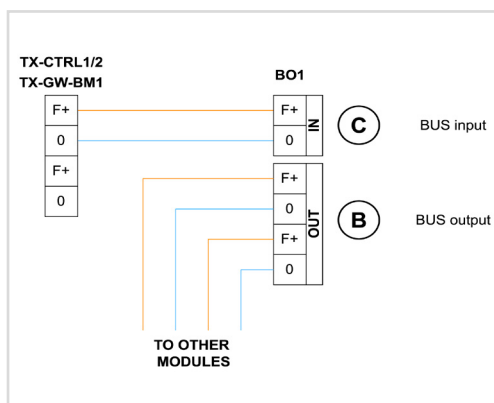 TX-CTRL1/2
TX-GW-BM1
F+
0
F+
0
BO1
F+
0
IN
C
BUS input
F+
0
F+
0
OUT
B
BUS output
TO OTHER
MODULES